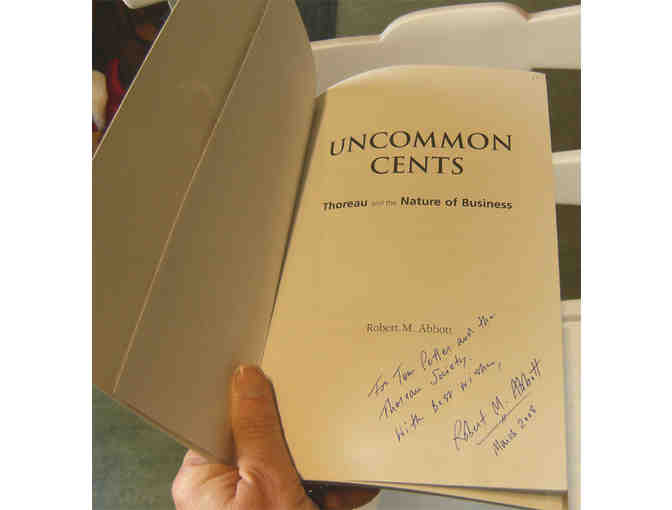 UNCOMMON
CENTS
Thoreau and the Nature of Business
Robert M. Abbott
For Tom Potter and the
Thoreau Society.
With best wishes,
Robert M. Abbott
March 2008